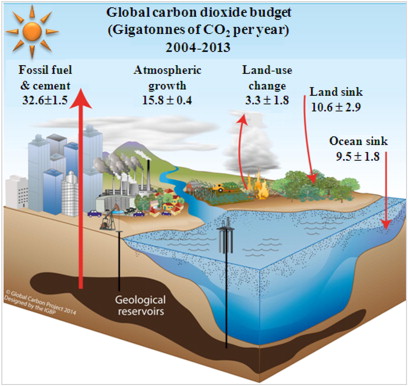 Global carbon dioxide budget
(Gigatonnes of CO₂ per year)
2004-2013
Fossil fuel
& cement
32.6±1.5
Atmospheric
growth
15.8 ± 0.4
Land-use
change
3.3 ± 1.8
Land sink
10.6 ± 2.9
Ocean sink
9.5 ± 1.8
Geological
reservoirs
© Global Carbon Project 2014
Designed by the IGBP